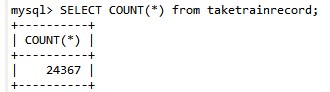 mysql> SELECT COUNT(*) from taketrainrecord;
+----------+
| COUNT(*) |
+----------+
|    24367 |
+----------+